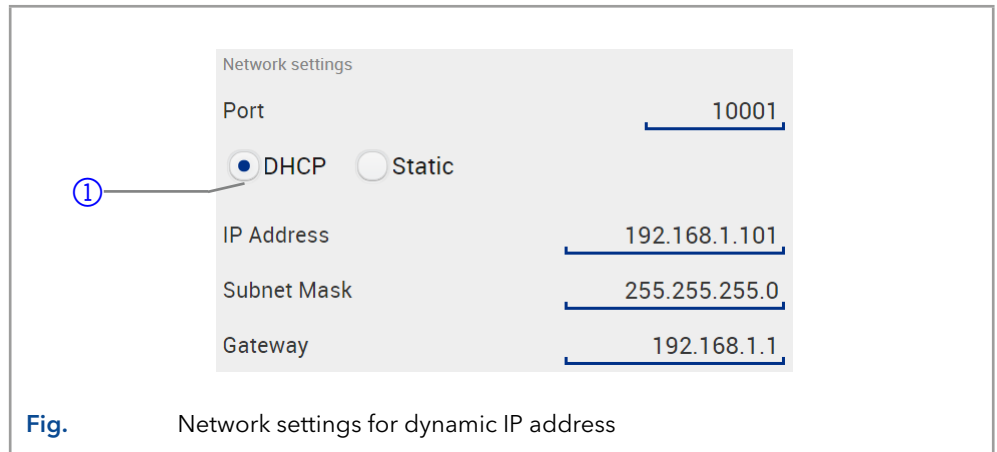 Network settings
Port 10001
DHCP Static
①
IP Address 192.168.1.101
Subnet Mask 255.255.255.0
Gateway 192.168.1.1
Fig. Network settings for dynamic IP address